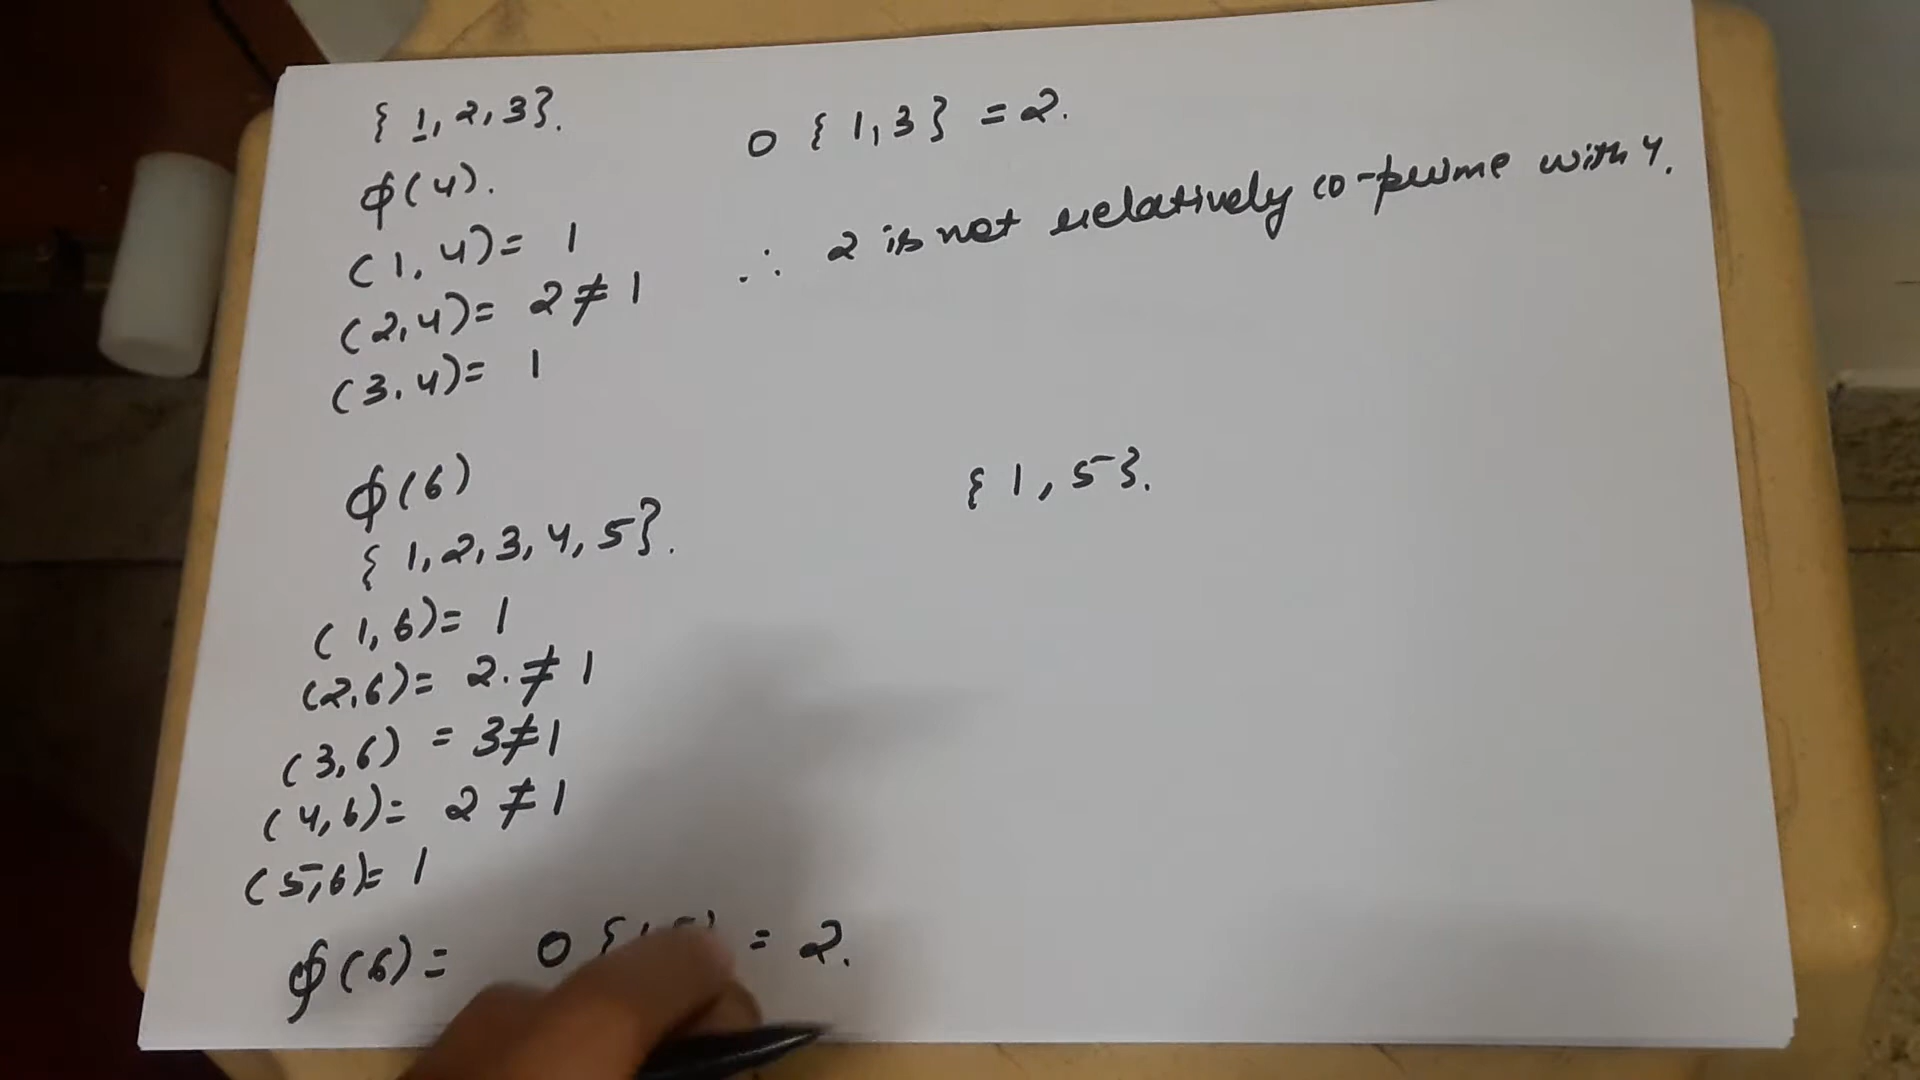 { 1, 2, 3}.
O { 1, 3 } = 2.
ϕ(4).
(1, 4) = 1
∴ 2 is not relatively co-prime with 4.
(2, 4) = 2 ≠ 1
(3, 4) = 1
ϕ(6)
{ 1, 5 }.
{ 1, 2, 3, 4, 5}.
(1, 6) = 1
(2, 6) = 2. ≠ 1
(3, 6) = 3 ≠ 1
(4, 6) = 2 ≠ 1
(5, 6) = 1
ϕ(6) = O { = 2.